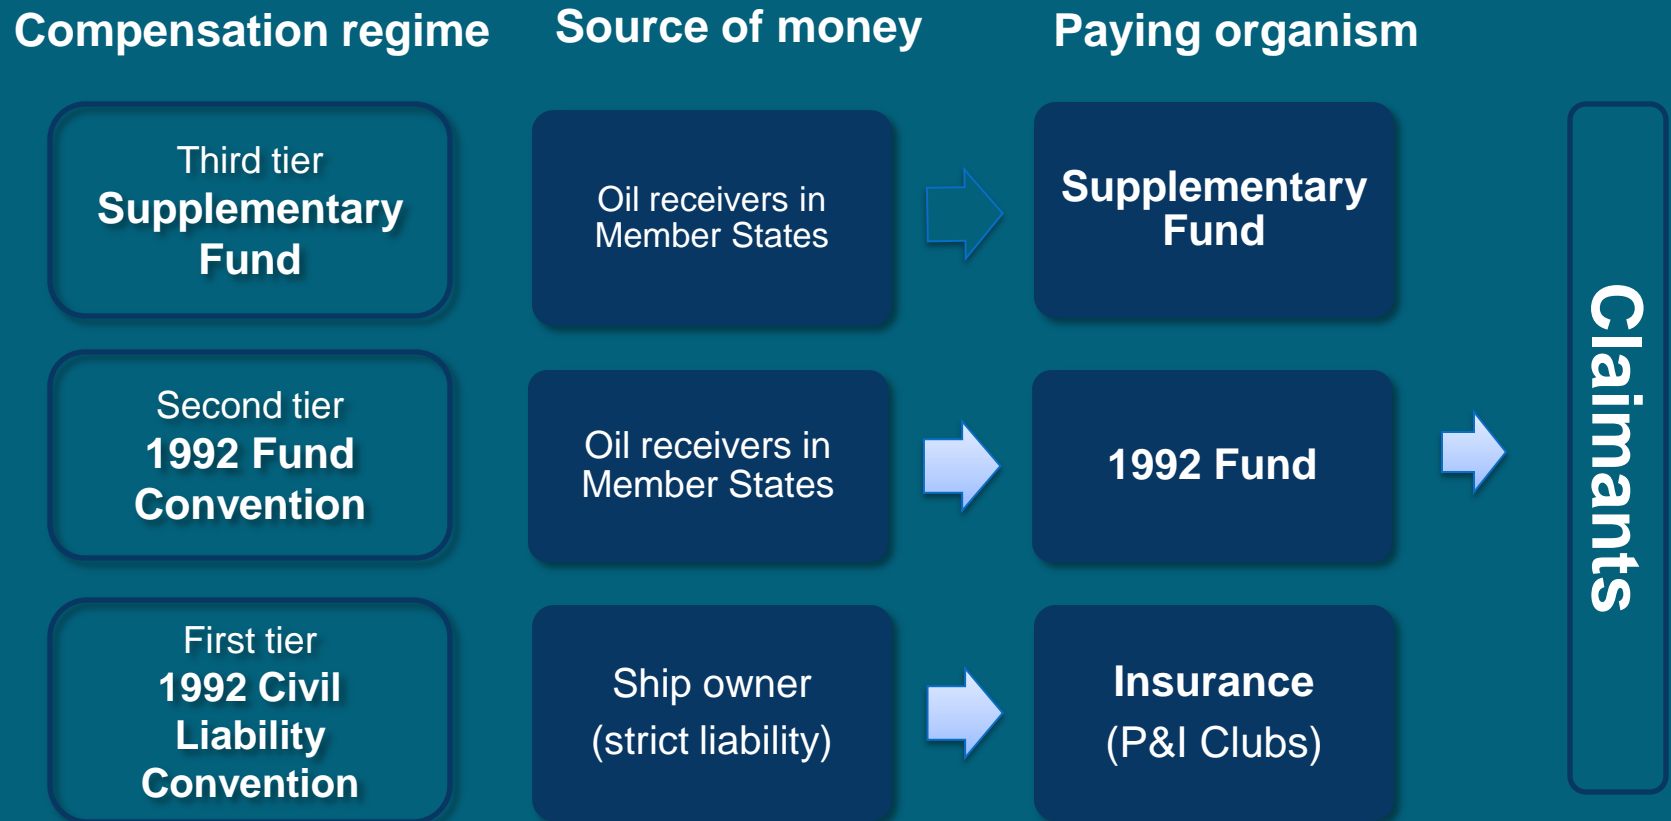 Compensation regime
Source of money
Paying organism
Third tier
Supplementary
Fund
Oil receivers in
Member States
Supplementary
Fund
Second tier
1992 Fund
Convention
Oil receivers in
Member States
1992 Fund
First tier
1992 Civil
Liability
Convention
Ship owner
(strict liability)
Insurance
(P&I Clubs)
Claimants